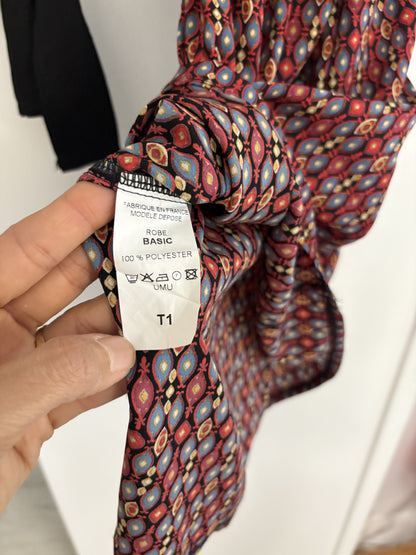 FABRIQUE EN FRANCE
MODELE DEPOSE
ROBE
BASIC
100 % POLYESTER
UMU
T1